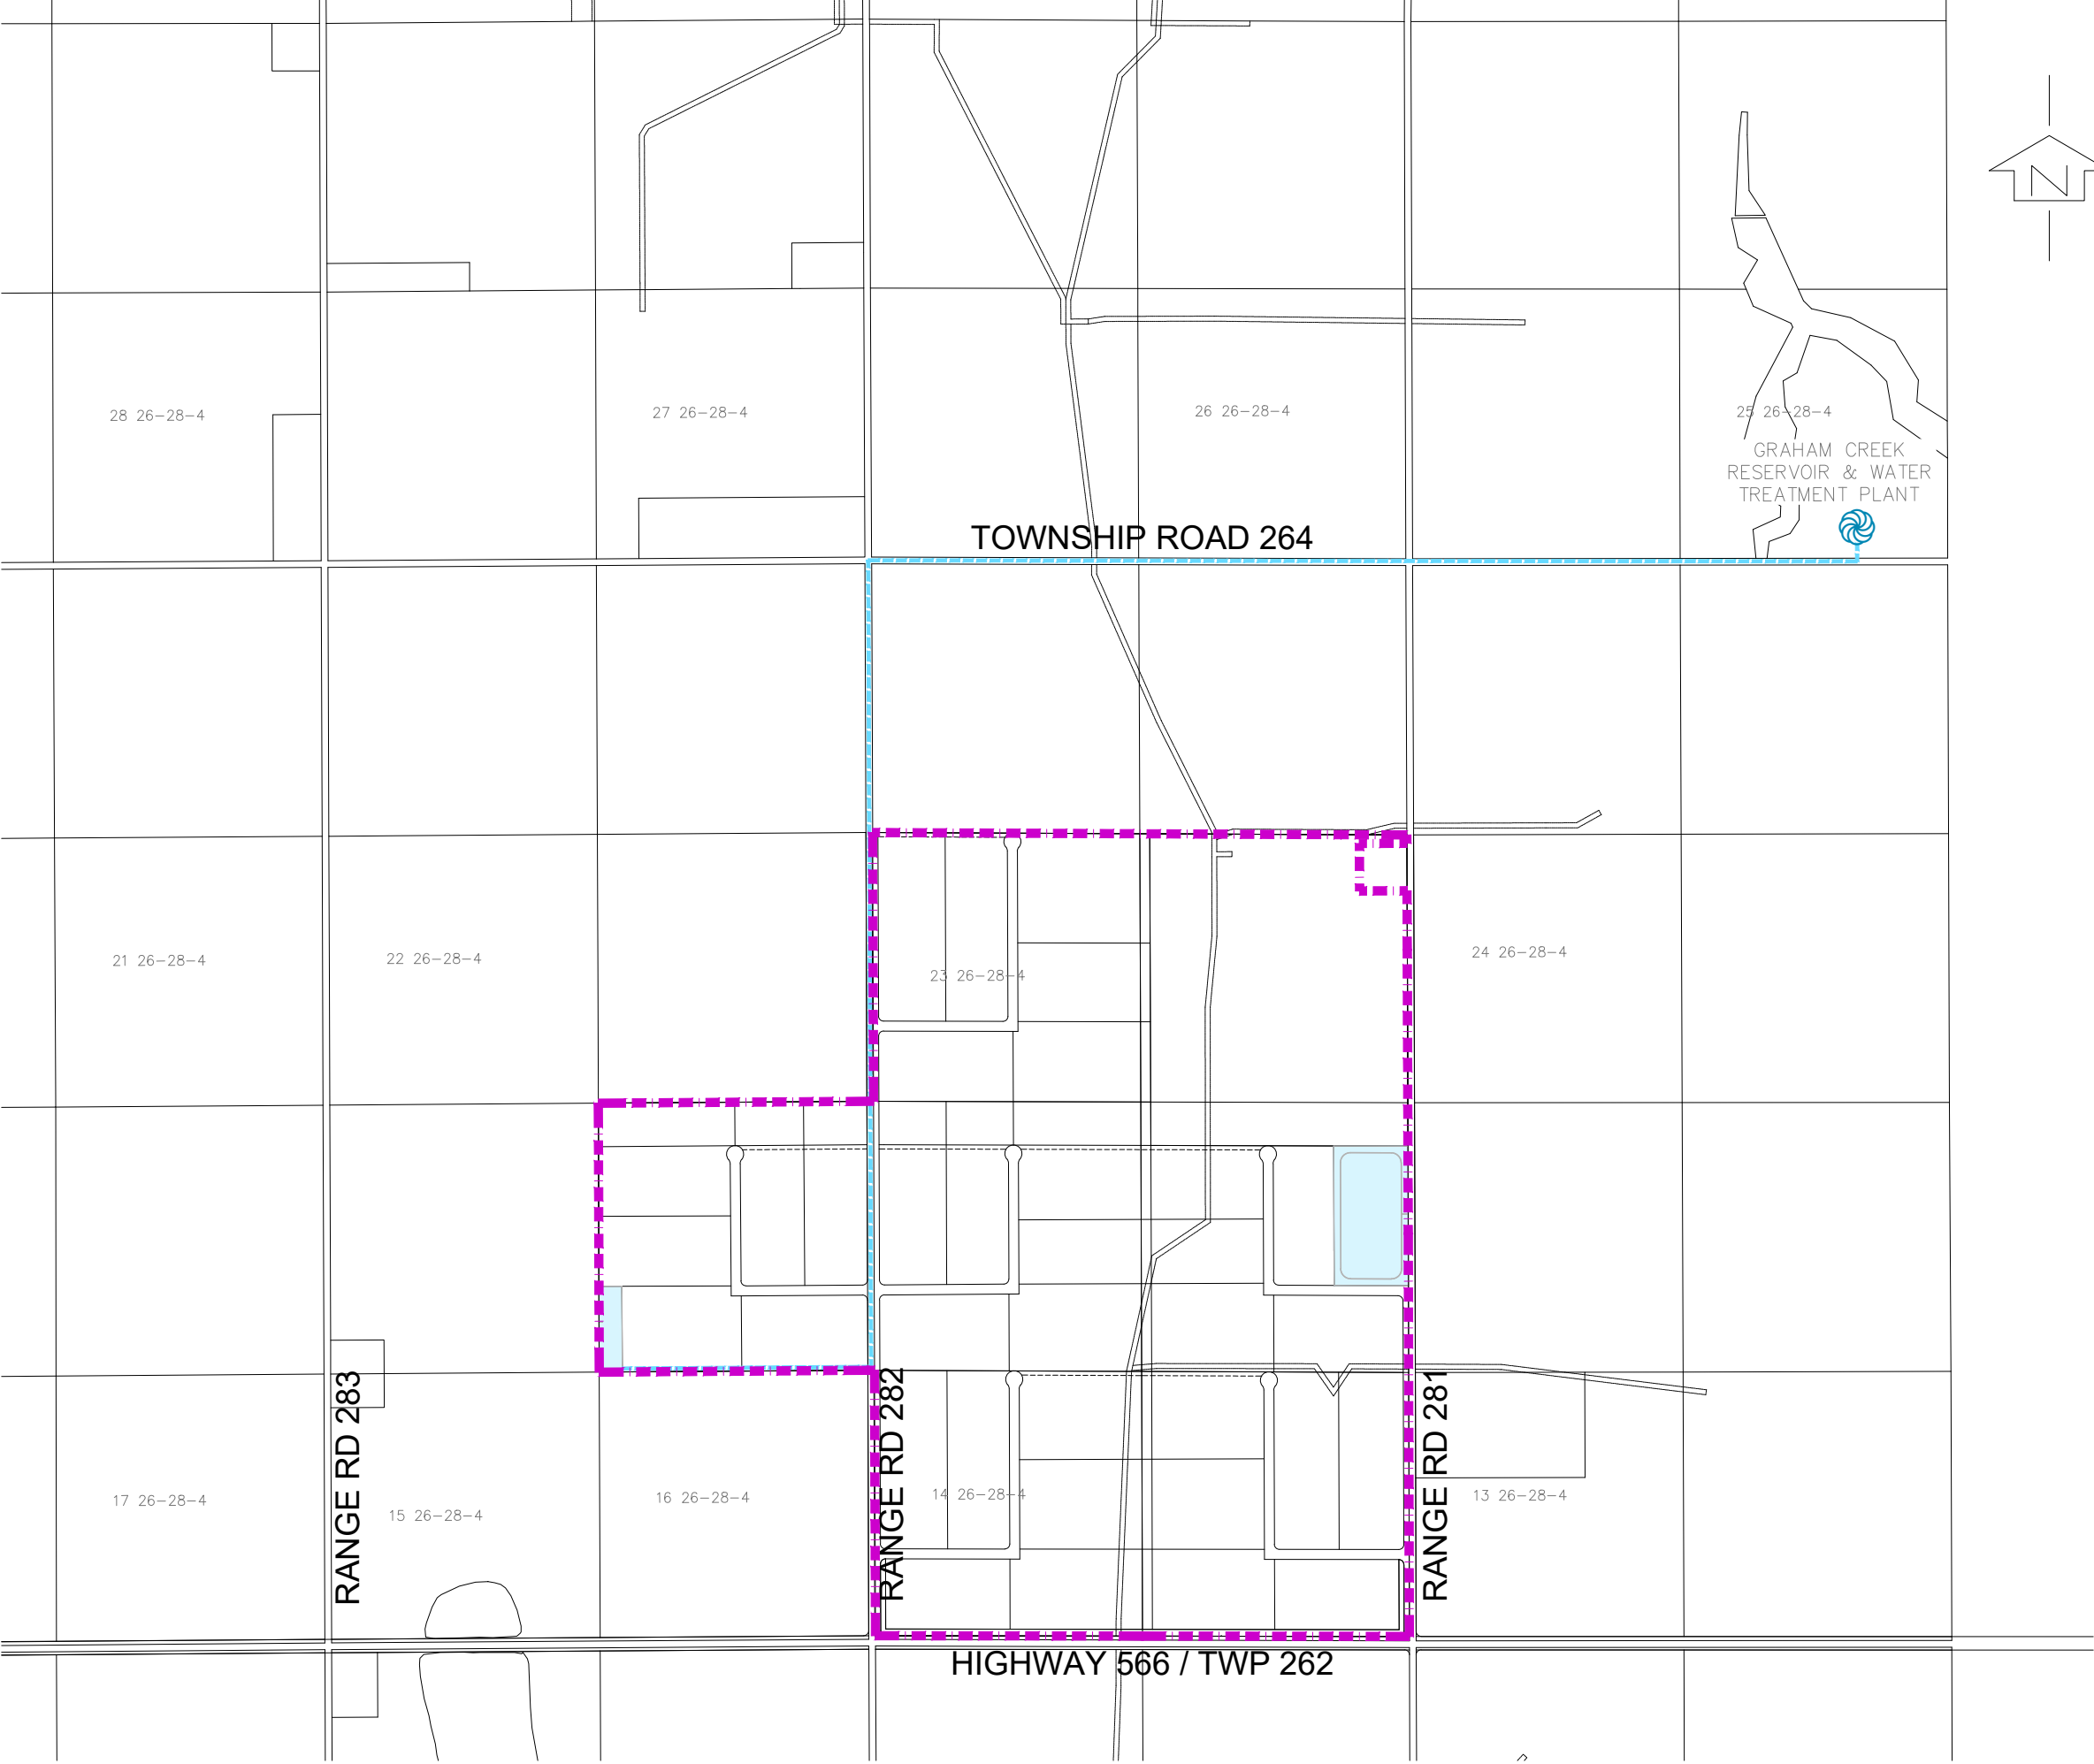 N
28 26-28-4
27 26-28-4
26 26-28-4
25 26-28-4
GRAHAM CREEK
RESERVOIR & WATER
TREATMENT PLANT
TOWNSHIP ROAD 264
21 26-28-4
22 26-28-4
23 26-28-4
24 26-28-4
RANGE RD 283
RANGE RD 282
RANGE RD 281
17 26-28-4
15 26-28-4
16 26-28-4
14 26-28-4
13 26-28-4
HIGHWAY 566 / TWP 262